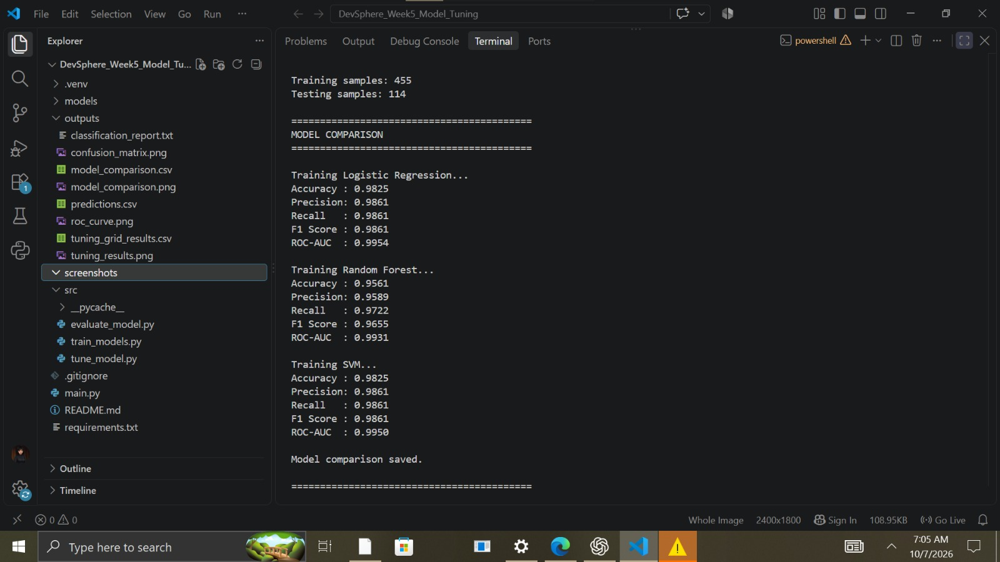 File Edit Selection View Go Run ···
DevSphere_Week5_Model_Tuning
Explorer
DevSphere_Week5_Model_Tu...
.venv
models
outputs
classification_report.txt
confusion_matrix.png
model_comparison.csv
model_comparison.png
predictions.csv
roc_curve.png
tuning_grid_results.csv
tuning_results.png
screenshots
src
__pycache__
evaluate_model.py
train_models.py
tune_model.py
.gitignore
main.py
README.md
requirements.txt
Outline
Timeline
1
Problems Output Debug Console Terminal Ports
powershell
Training samples: 455
Testing samples: 114
==========================================
MODEL COMPARISON
==========================================
Training Logistic Regression...
Accuracy : 0.9825
Precision: 0.9861
Recall   : 0.9861
F1 Score : 0.9861
ROC-AUC  : 0.9954
Training Random Forest...
Accuracy : 0.9561
Precision: 0.9589
Recall   : 0.9722
F1 Score : 0.9655
ROC-AUC  : 0.9931
Training SVM...
Accuracy : 0.9825
Precision: 0.9861
Recall   : 0.9861
F1 Score : 0.9861
ROC-AUC  : 0.9950
Model comparison saved.
==========================================
0 0 Whole Image 2400x1800 Sign In 108.95KB Go Live
Type here to search
7:05 AM
10/7/2026